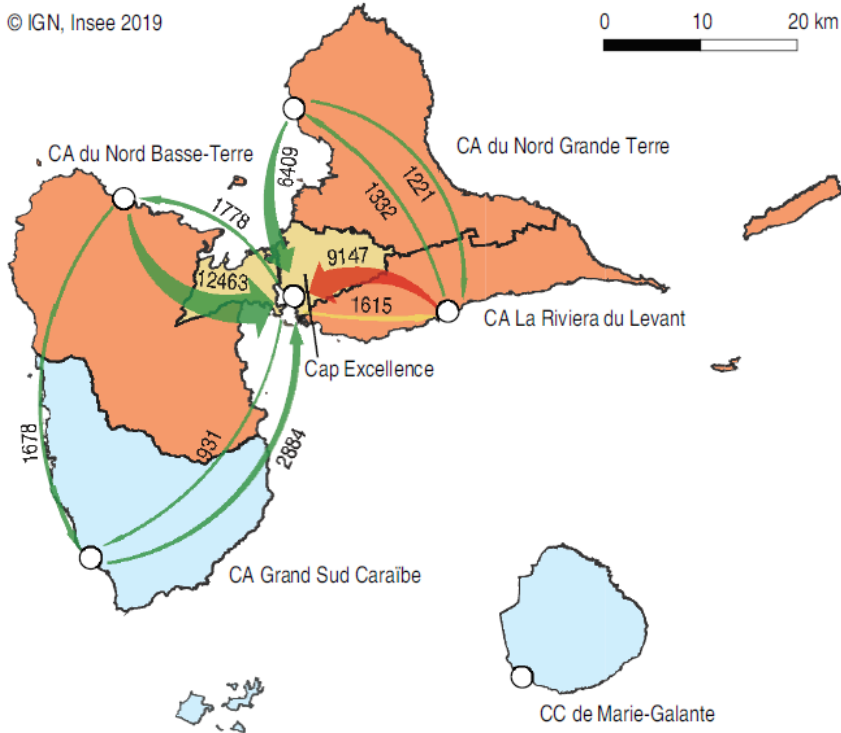 © IGN, Insee 2019
0 10 20 km
CA du Nord Grande Terre
CA du Nord Basse-Terre
6409
1221
1332
1778
9147
12463
1615
CA La Riviera du Levant
Cap Excellence
1678
931
2884
CA Grand Sud Caraïbe
CC de Marie-Galante